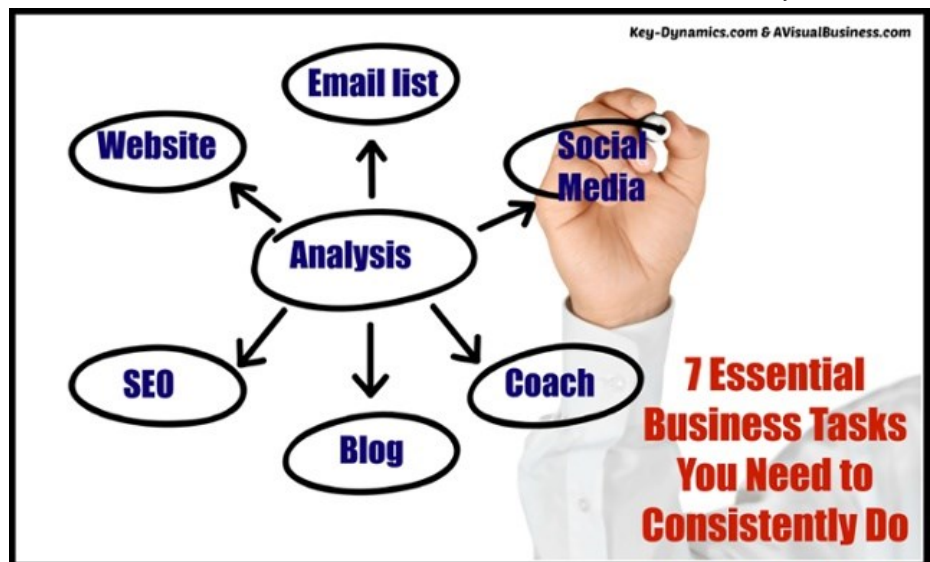 Key-Dynamics.com & AVisualBusiness.com
Email list
Website
Social
Media
Analysis
SEO
Coach
Blog
7 Essential
Business Tasks
You Need to
Consistently Do